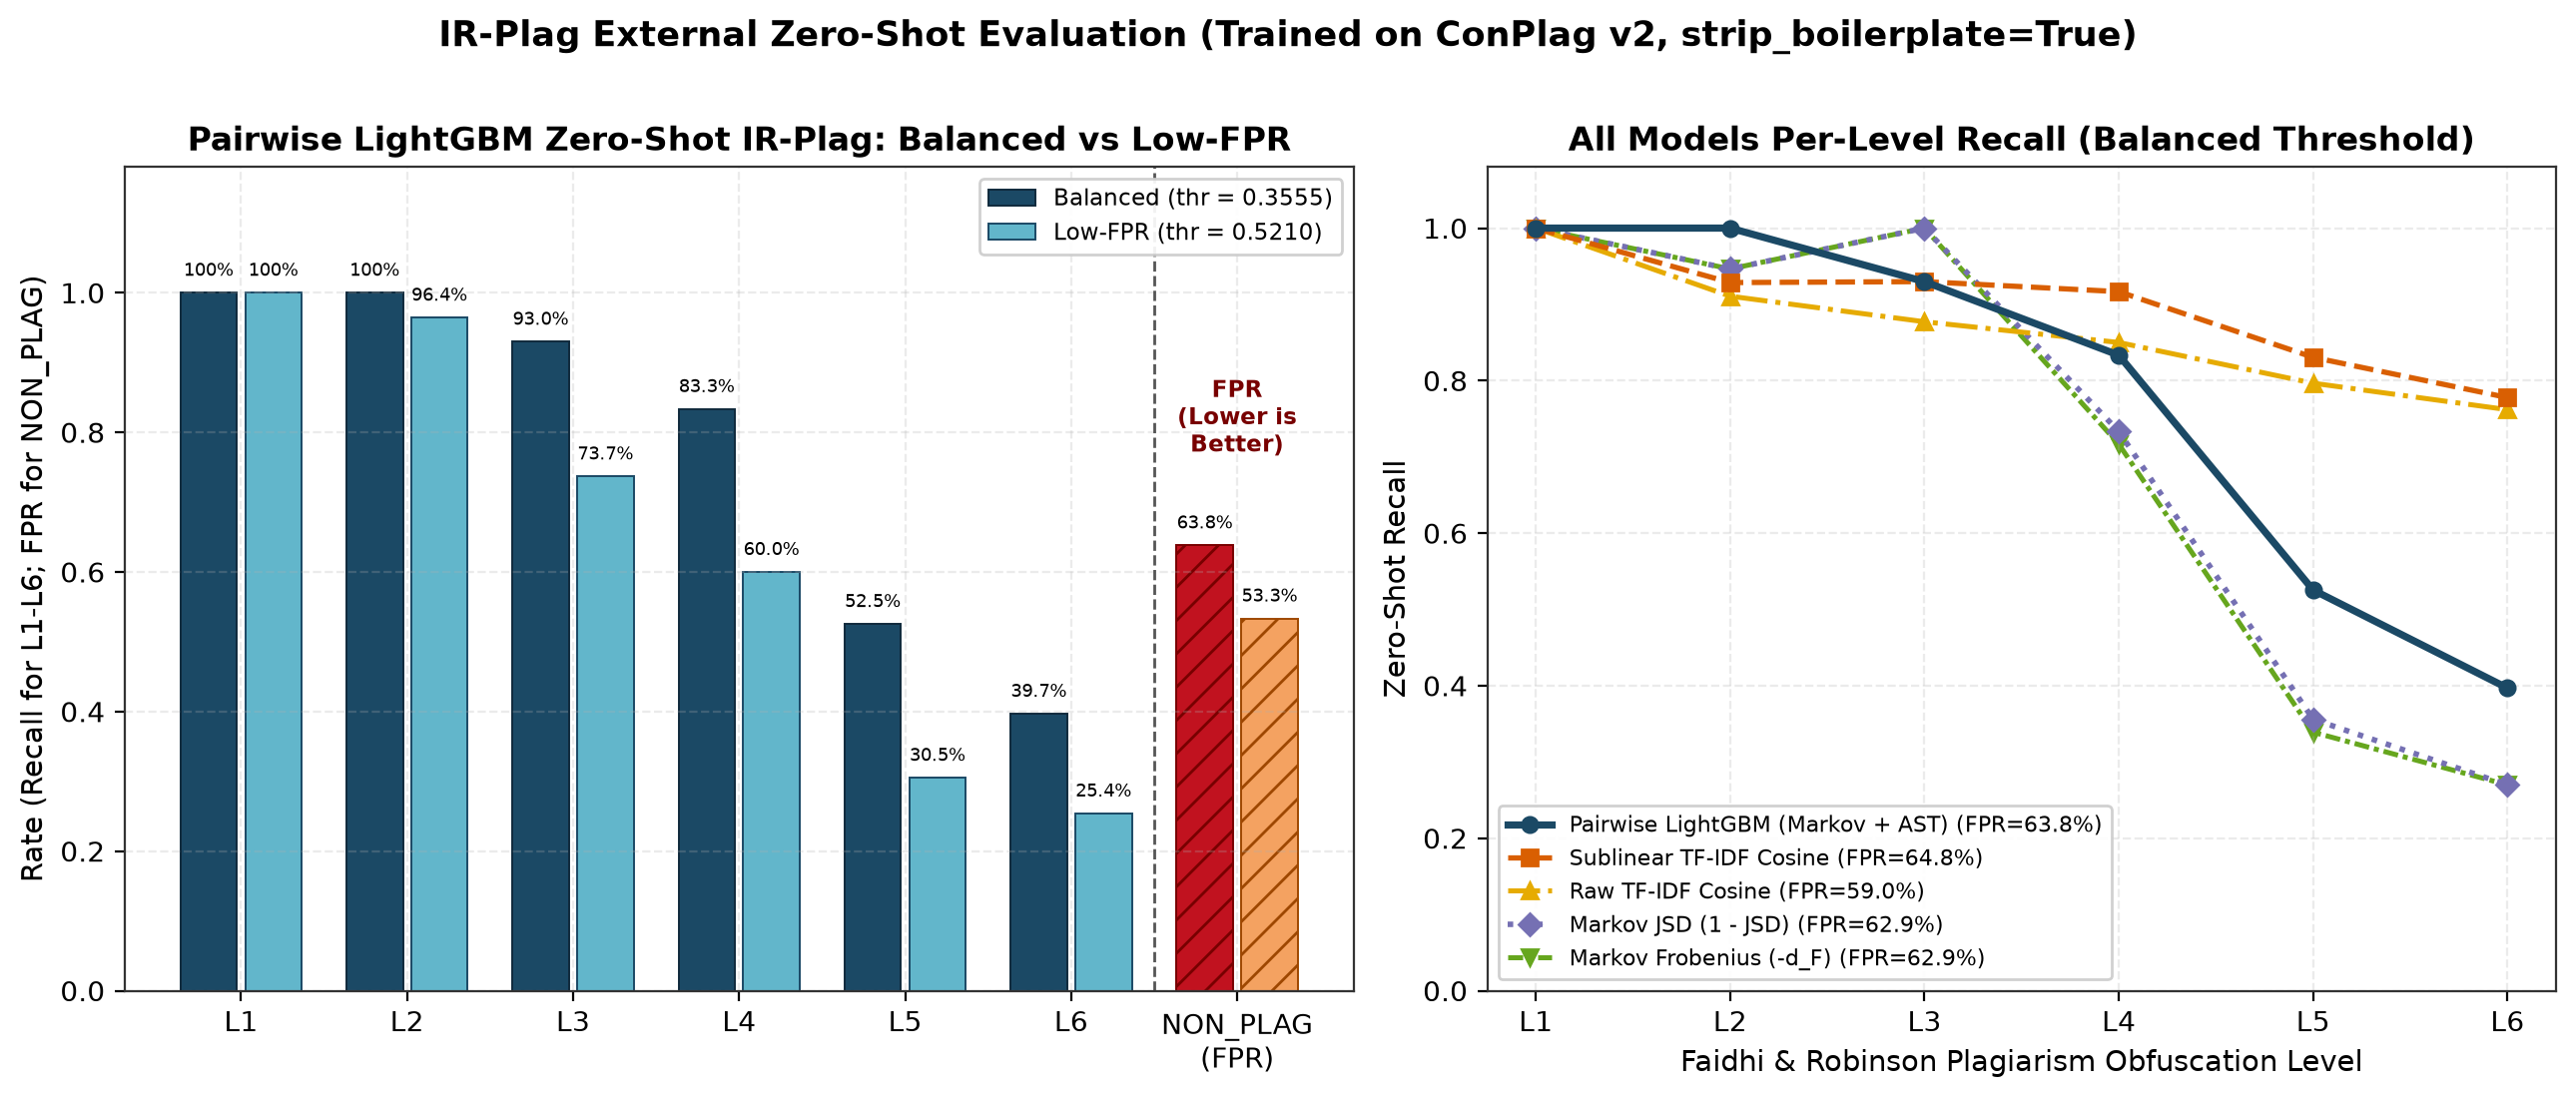 IR-Plag External Zero-Shot Evaluation (Trained on ConPlag v2, strip_boilerplate=True)
Pairwise LightGBM Zero-Shot IR-Plag: Balanced vs Low-FPR
Rate (Recall for L1-L6; FPR for NON_PLAG)
1.0
0.8
0.6
0.4
0.2
0.0
Balanced (thr = 0.3555)
Low-FPR (thr = 0.5210)
100%
100%
100%
96.4%
93.0%
73.7%
83.3%
60.0%
52.5%
30.5%
39.7%
25.4%
FPR
(Lower is
Better)
63.8%
53.3%
L1
L2
L3
L4
L5
L6
NON_PLAG
(FPR)
All Models Per-Level Recall (Balanced Threshold)
Zero-Shot Recall
1.0
0.8
0.6
0.4
0.2
0.0
Pairwise LightGBM (Markov + AST) (FPR=63.8%)
Sublinear TF-IDF Cosine (FPR=64.8%)
Raw TF-IDF Cosine (FPR=59.0%)
Markov JSD (1 - JSD) (FPR=62.9%)
Markov Frobenius (-d_F) (FPR=62.9%)
L1
L2
L3
L4
L5
L6
Faidhi & Robinson Plagiarism Obfuscation Level